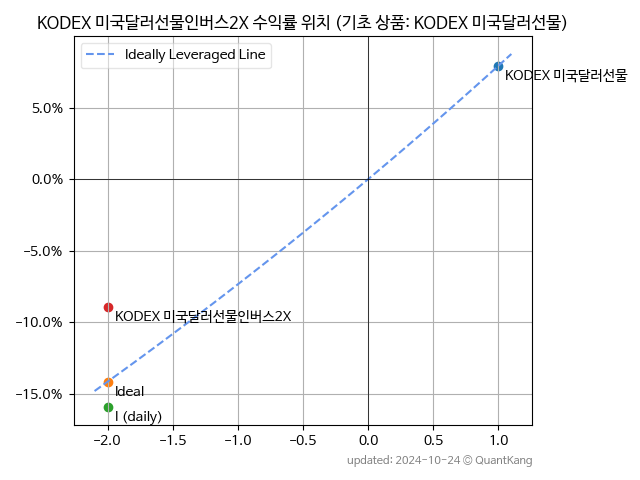 KODEX 미국달러선물인버스2X 수익률 위치 (기초 상품: KODEX 미국달러선물)
Ideally Leveraged Line
KODEX 미국달러선물
5.0%
0.0%
−5.0%
−10.0%
−15.0%
KODEX 미국달러선물인버스2X
Ideal
I (daily)
−2.0
−1.5
−1.0
−0.5
0.0
0.5
1.0
updated: 2024-10-24 © QuantKang